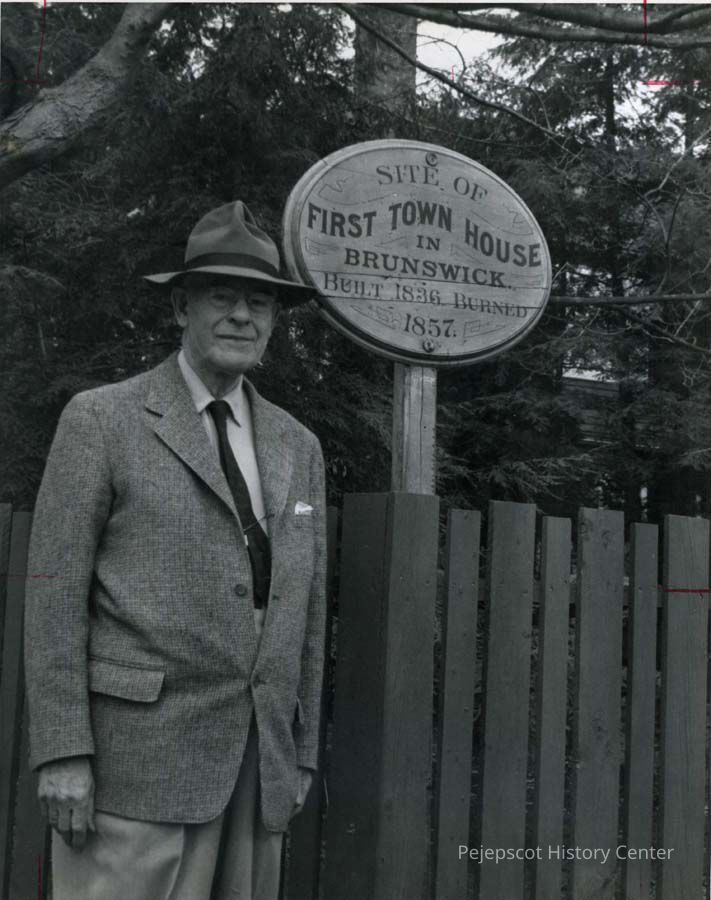 SITE. OF
FIRST TOWN HOUSE
IN
BRUNSWICK.
BUILT 1836. BURNED
1857.
Pejepscot History Center